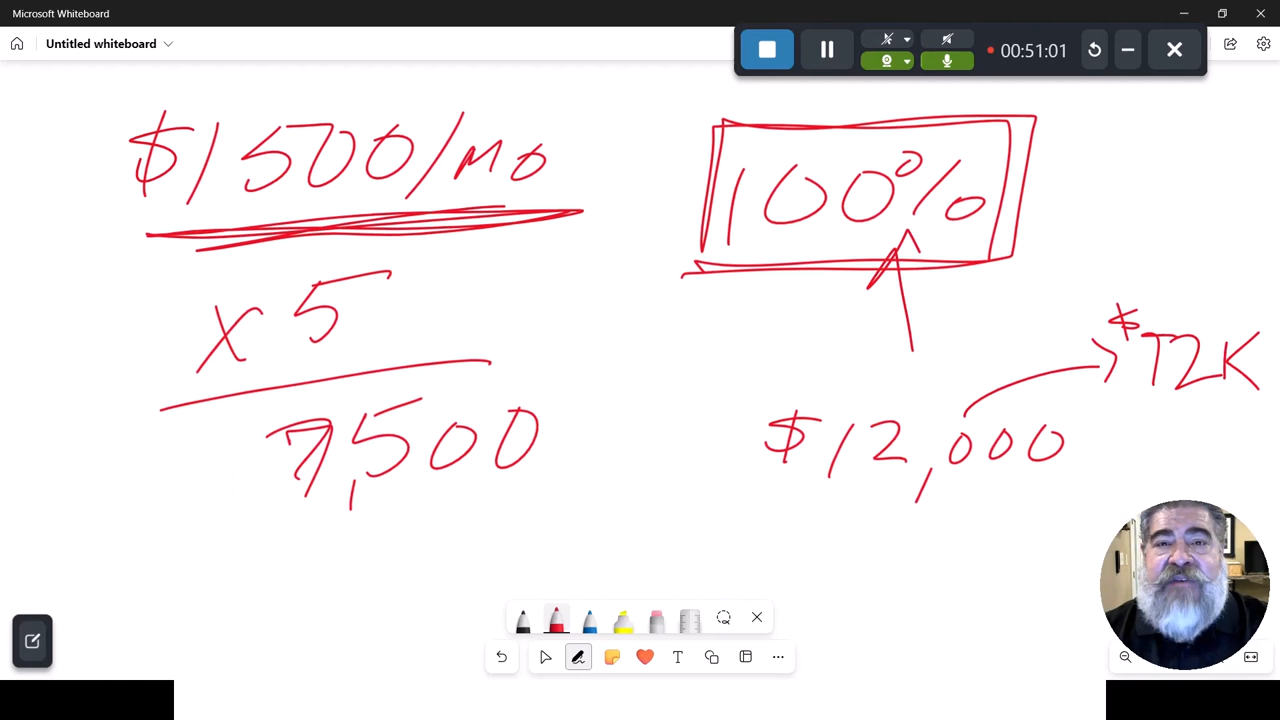 Microsoft Whiteboard
Untitled whiteboard
00:51:01
$1500/MO
100%
x 5
7,500
$12,000
$72K
T